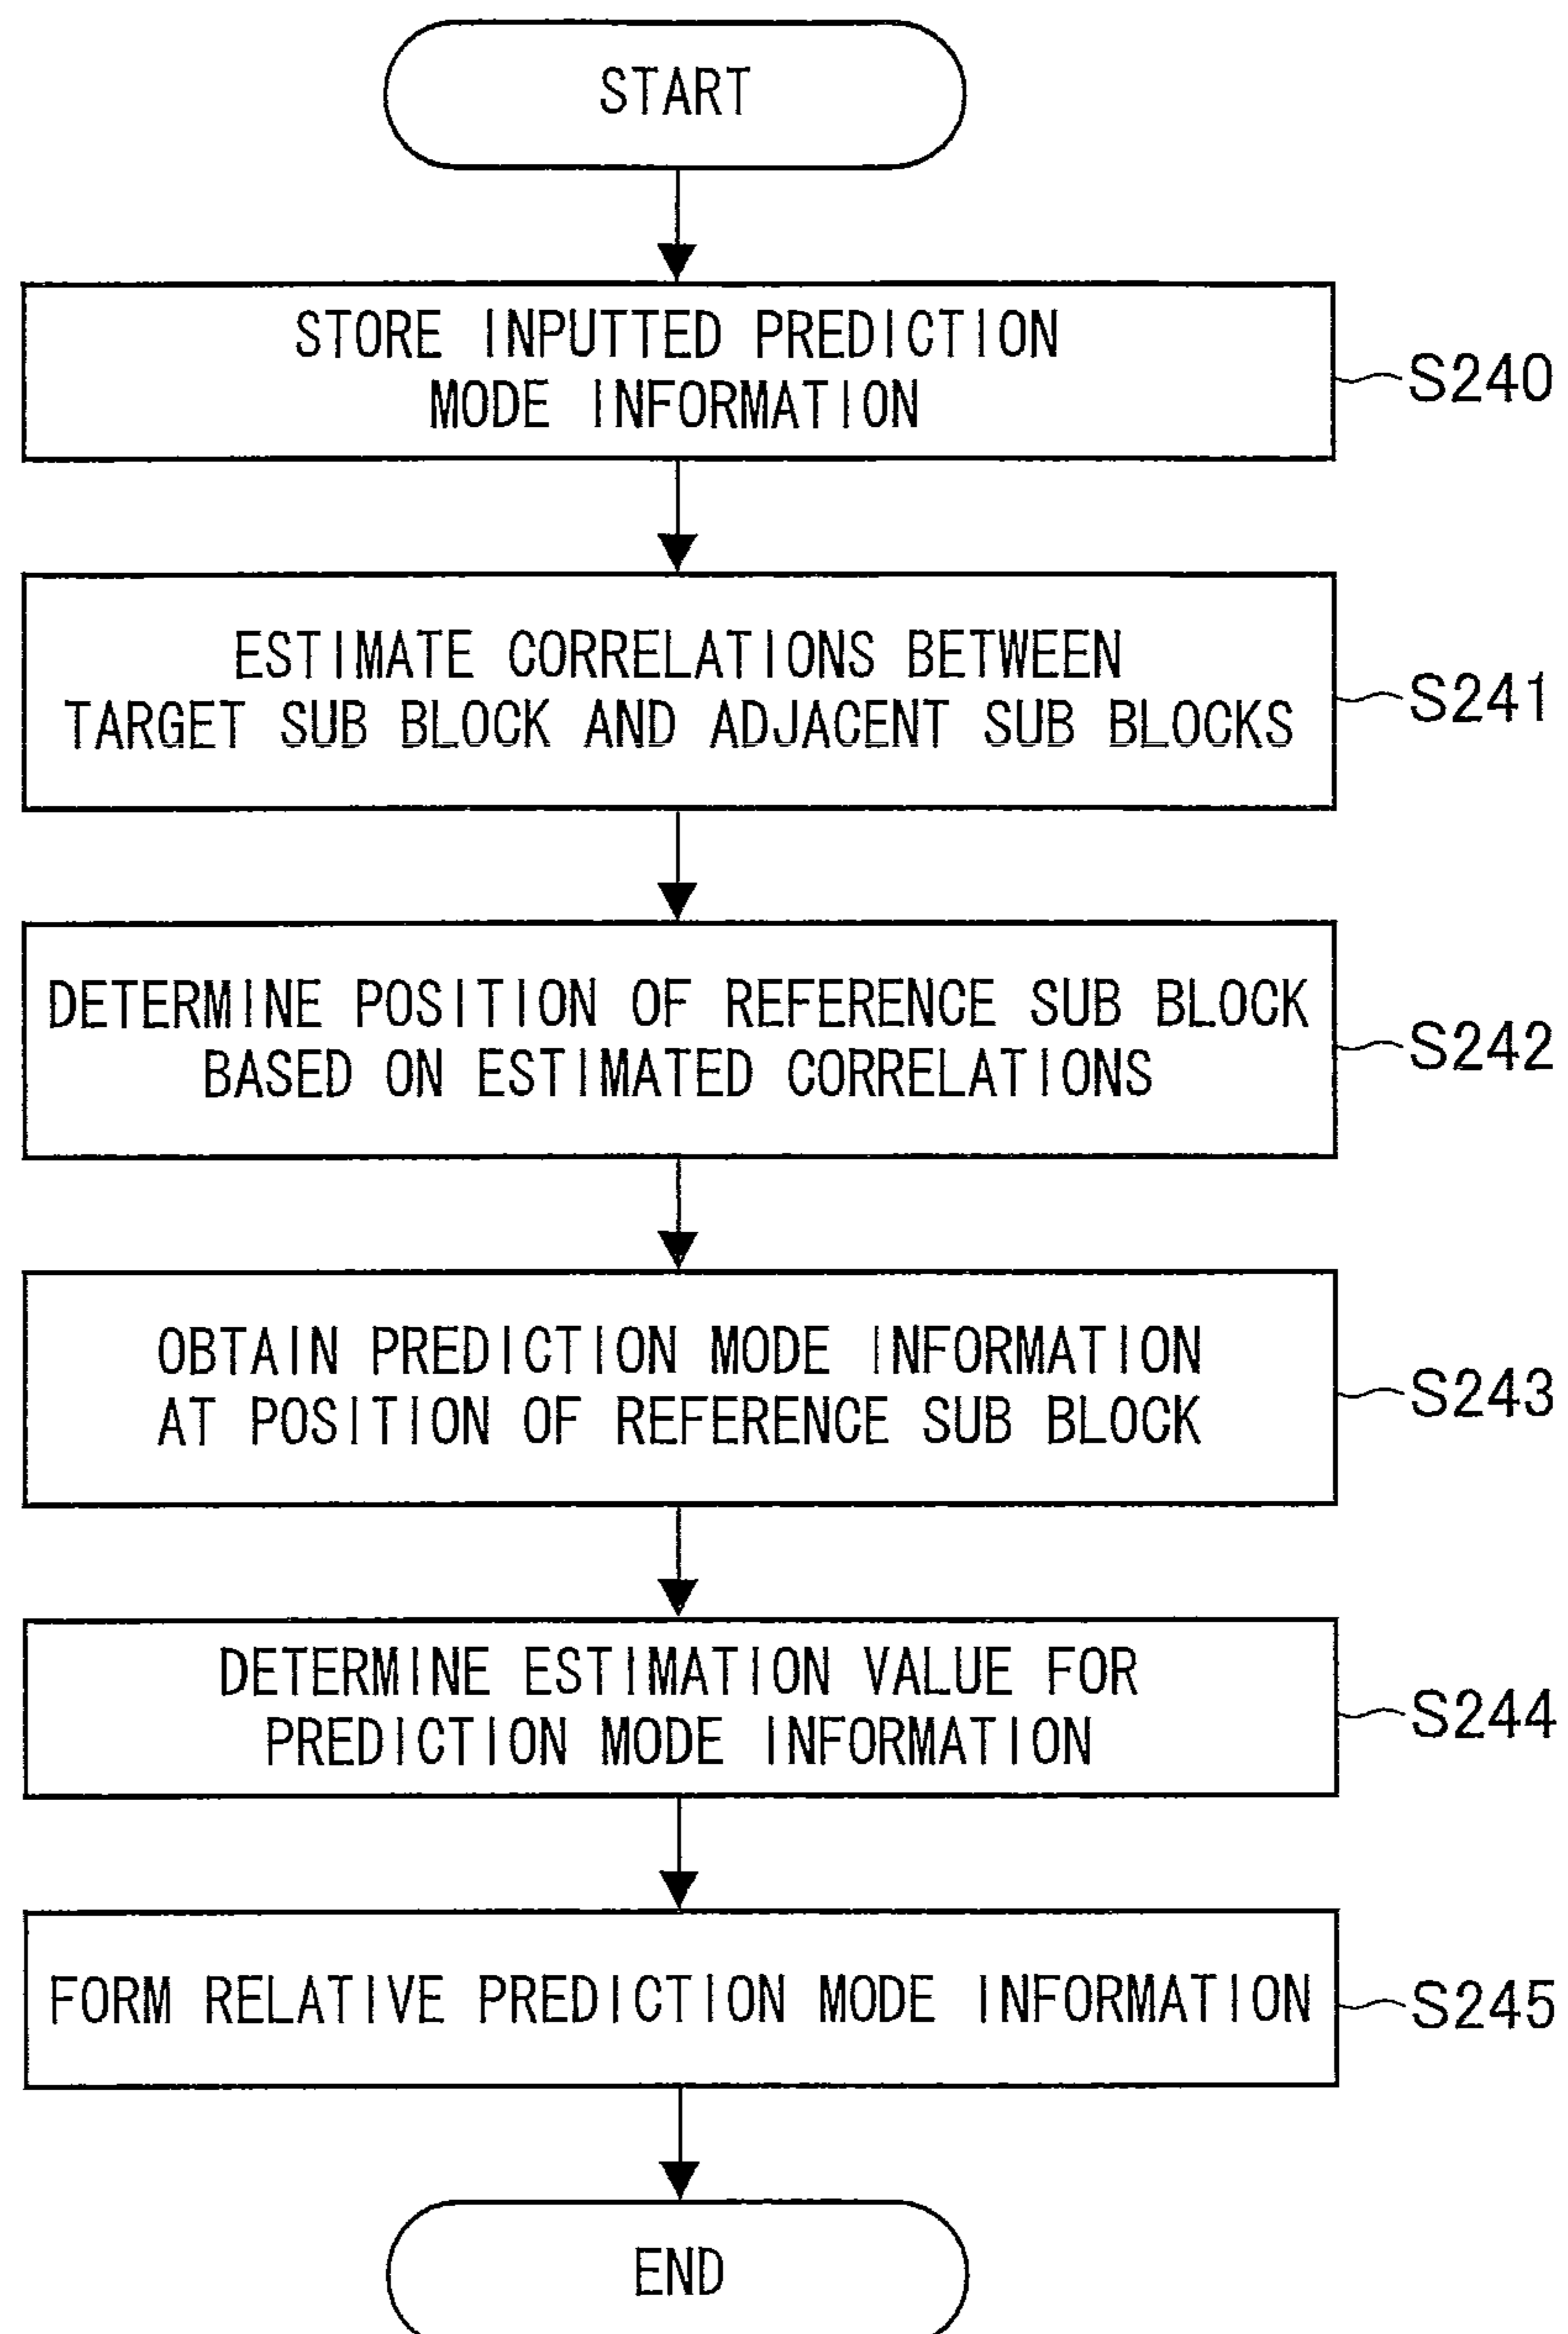 START
STORE INPUTTED PREDICTION
MODE INFORMATION
S240
ESTIMATE CORRELATIONS BETWEEN
TARGET SUB BLOCK AND ADJACENT SUB BLOCKS
S241
DETERMINE POSITION OF REFERENCE SUB BLOCK
BASED ON ESTIMATED CORRELATIONS
S242
OBTAIN PREDICTION MODE INFORMATION
AT POSITION OF REFERENCE SUB BLOCK
S243
DETERMINE ESTIMATION VALUE FOR
PREDICTION MODE INFORMATION
S244
FORM RELATIVE PREDICTION MODE INFORMATION
S245
END